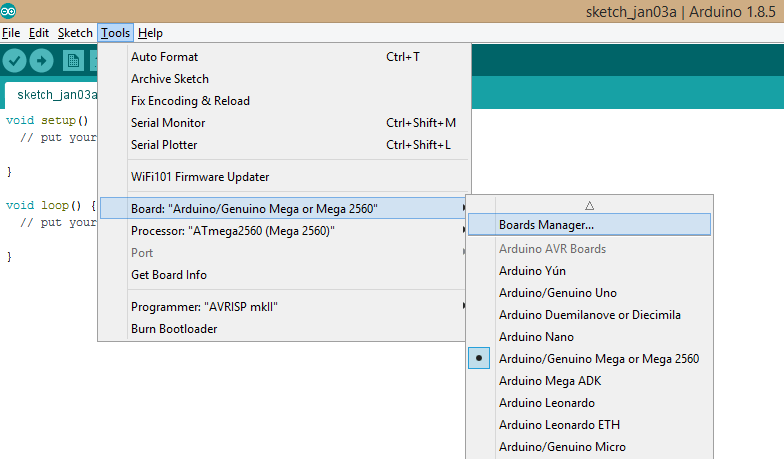 sketch_jan03a | Arduino 1.8.5
File Edit Sketch Tools Help
sketch_jan03a
void setup()
// put your
}
void loop() {
// put your
}
Auto Format Ctrl+T
Archive Sketch
Fix Encoding & Reload
Serial Monitor Ctrl+Shift+M
Serial Plotter Ctrl+Shift+L
WiFi101 Firmware Updater
Board: "Arduino/Genuino Mega or Mega 2560"
Processor: "ATmega2560 (Mega 2560)"
Port
Get Board Info
Programmer: "AVRISP mkII"
Burn Bootloader
Boards Manager...
Arduino AVR Boards
Arduino Yún
Arduino/Genuino Uno
Arduino Duemilanove or Diecimila
Arduino Nano
Arduino/Genuino Mega or Mega 2560
Arduino Mega ADK
Arduino Leonardo
Arduino Leonardo ETH
Arduino/Genuino Micro